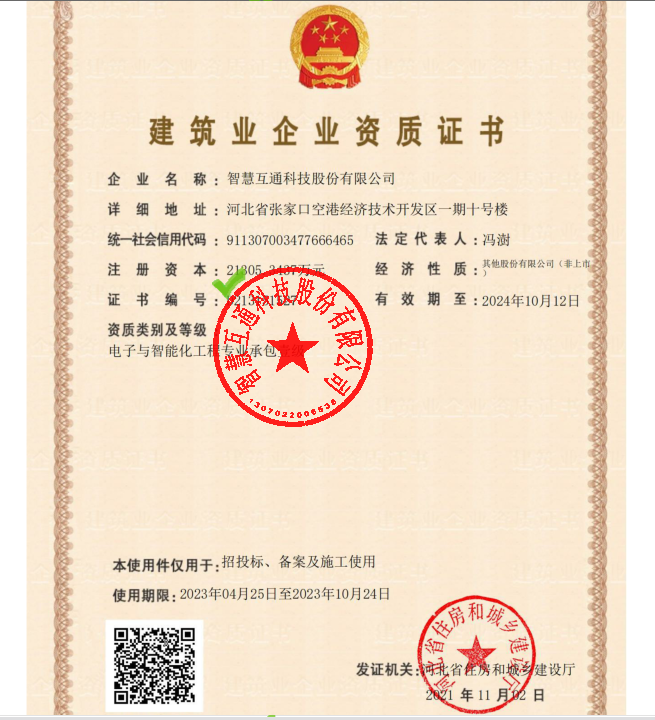 建筑业企业资质证书
企业名称：智慧互通科技股份有限公司
详细地址：河北省张家口空港经济技术开发区一期十号楼
统一社会信用代码：911307003477666465 法定代表人：冯澍
注册资本：21305.3437万元 经济性质：其他股份有限公司（非上市）
证书编号： 有效期至：2024年10月12日
资质类别及等级
电子与智能化工程专业承包
智慧互通科技股份有限公司
本使用件仅用于：招投标、备案及施工使用
使用期限：2023年04月25日至2023年10月24日
河北省住房和城乡建设厅
发证机关：河北省住房和城乡建设厅
2021 年 11 月 02 日